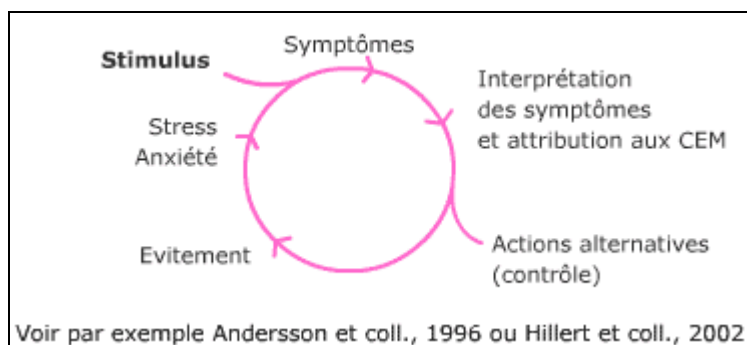 Symptômes
Stimulus
Interprétation
des symptômes
et attribution aux CEM
Stress
Anxiété
Actions alternatives
(contrôle)
Evitement
Voir par exemple Andersson et coll., 1996 ou Hillert et coll., 2002